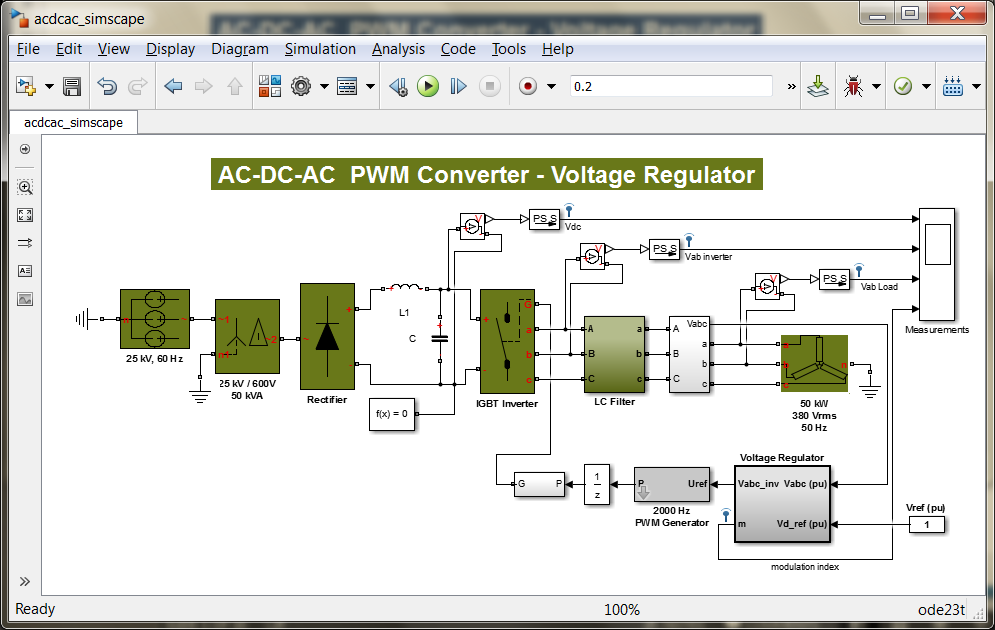 acdcac_simscape
File Edit View Display Diagram Simulation Analysis Code Tools Help
0.2 »
acdcac_simscape
AC-DC-AC PWM Converter - Voltage Regulator
V
PS S
Vdc
V
PS S
Vab inverter
V
PS S
Vab Load
Measurements
n ~
25 kV, 60 Hz
~1 ~2
n1
25 kV / 600V
50 kVA
+
-
Rectifier
L1
C
f(x) = 0
+
-
G
a
b
c
IGBT Inverter
A a
B b
C c
LC Filter
Vabc
A a
B b
C c
n
50 kW
380 Vrms
50 Hz
G P
1
z
P Uref
2000 Hz
PWM Generator
Voltage Regulator
Vabc_inv Vabc (pu)
m Vd_ref (pu)
Vref (pu)
1
modulation index
»
Ready 100% ode23t